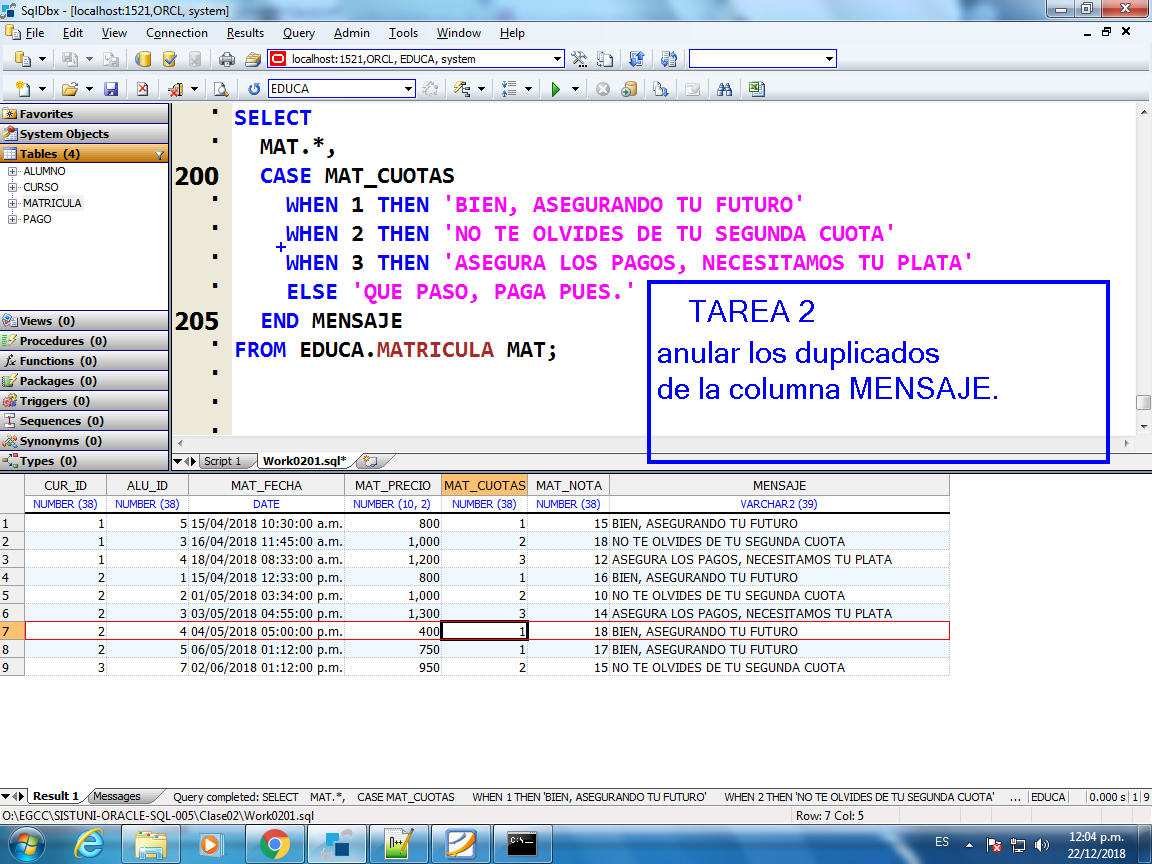 SqlDbx - [localhost:1521,ORCL, system]
File Edit View Connection Results Query Admin Tools Window Help
localhost:1521,ORCL, EDUCA, system
EDUCA
Favorites
System Objects
Tables (4)
ALUMNO
CURSO
MATRICULA
PAGO
Views (0)
Procedures (0)
Functions (0)
Packages (0)
Triggers (0)
Sequences (0)
Synonyms (0)
Types (0)
SELECT
MAT.*,
200 CASE MAT_CUOTAS
WHEN 1 THEN 'BIEN, ASEGURANDO TU FUTURO'
WHEN 2 THEN 'NO TE OLVIDES DE TU SEGUNDA CUOTA'
WHEN 3 THEN 'ASEGURA LOS PAGOS, NECESITAMOS TU PLATA'
ELSE 'QUE PASO, PAGA PUES.'
205 END MENSAJE
FROM EDUCA.MATRICULA MAT;
TAREA 2
anular los duplicados
de la columna MENSAJE.
Script 1 Work0201.sql*
CUR_ID ALU_ID MAT_FECHA MAT_PRECIO MAT_CUOTAS MAT_NOTA MENSAJE
NUMBER (38) NUMBER (38) DATE NUMBER (10, 2) NUMBER (38) NUMBER (38) VARCHAR2 (39)
1 1 5 15/04/2018 10:30:00 a.m. 800 1 15 BIEN, ASEGURANDO TU FUTURO
2 1 3 16/04/2018 11:45:00 a.m. 1,000 2 18 NO TE OLVIDES DE TU SEGUNDA CUOTA
3 1 4 18/04/2018 08:33:00 a.m. 1,200 3 12 ASEGURA LOS PAGOS, NECESITAMOS TU PLATA
4 2 1 15/04/2018 12:33:00 p.m. 800 1 16 BIEN, ASEGURANDO TU FUTURO
5 2 2 01/05/2018 03:34:00 p.m. 1,000 2 10 NO TE OLVIDES DE TU SEGUNDA CUOTA
6 2 3 03/05/2018 04:55:00 p.m. 1,300 3 14 ASEGURA LOS PAGOS, NECESITAMOS TU PLATA
7 2 4 04/05/2018 05:00:00 p.m. 400 1 18 BIEN, ASEGURANDO TU FUTURO
8 2 5 06/05/2018 01:12:00 p.m. 750 1 17 BIEN, ASEGURANDO TU FUTURO
9 3 7 02/06/2018 01:12:00 p.m. 950 2 15 NO TE OLVIDES DE TU SEGUNDA CUOTA
Result 1 Messages Query completed: SELECT MAT.*, CASE MAT_CUOTAS WHEN 1 THEN 'BIEN, ASEGURANDO TU FUTURO' WHEN 2 THEN 'NO TE OLVIDES DE TU SEGUNDA CUOTA' ... EDUCA 0.000 s 1 9
O:\EGCC\SISTUNI-ORACLE-SQL-005\Clase02\Work0201.sql Row: 7 Col: 5
ES 12:04 p.m.
22/12/2018